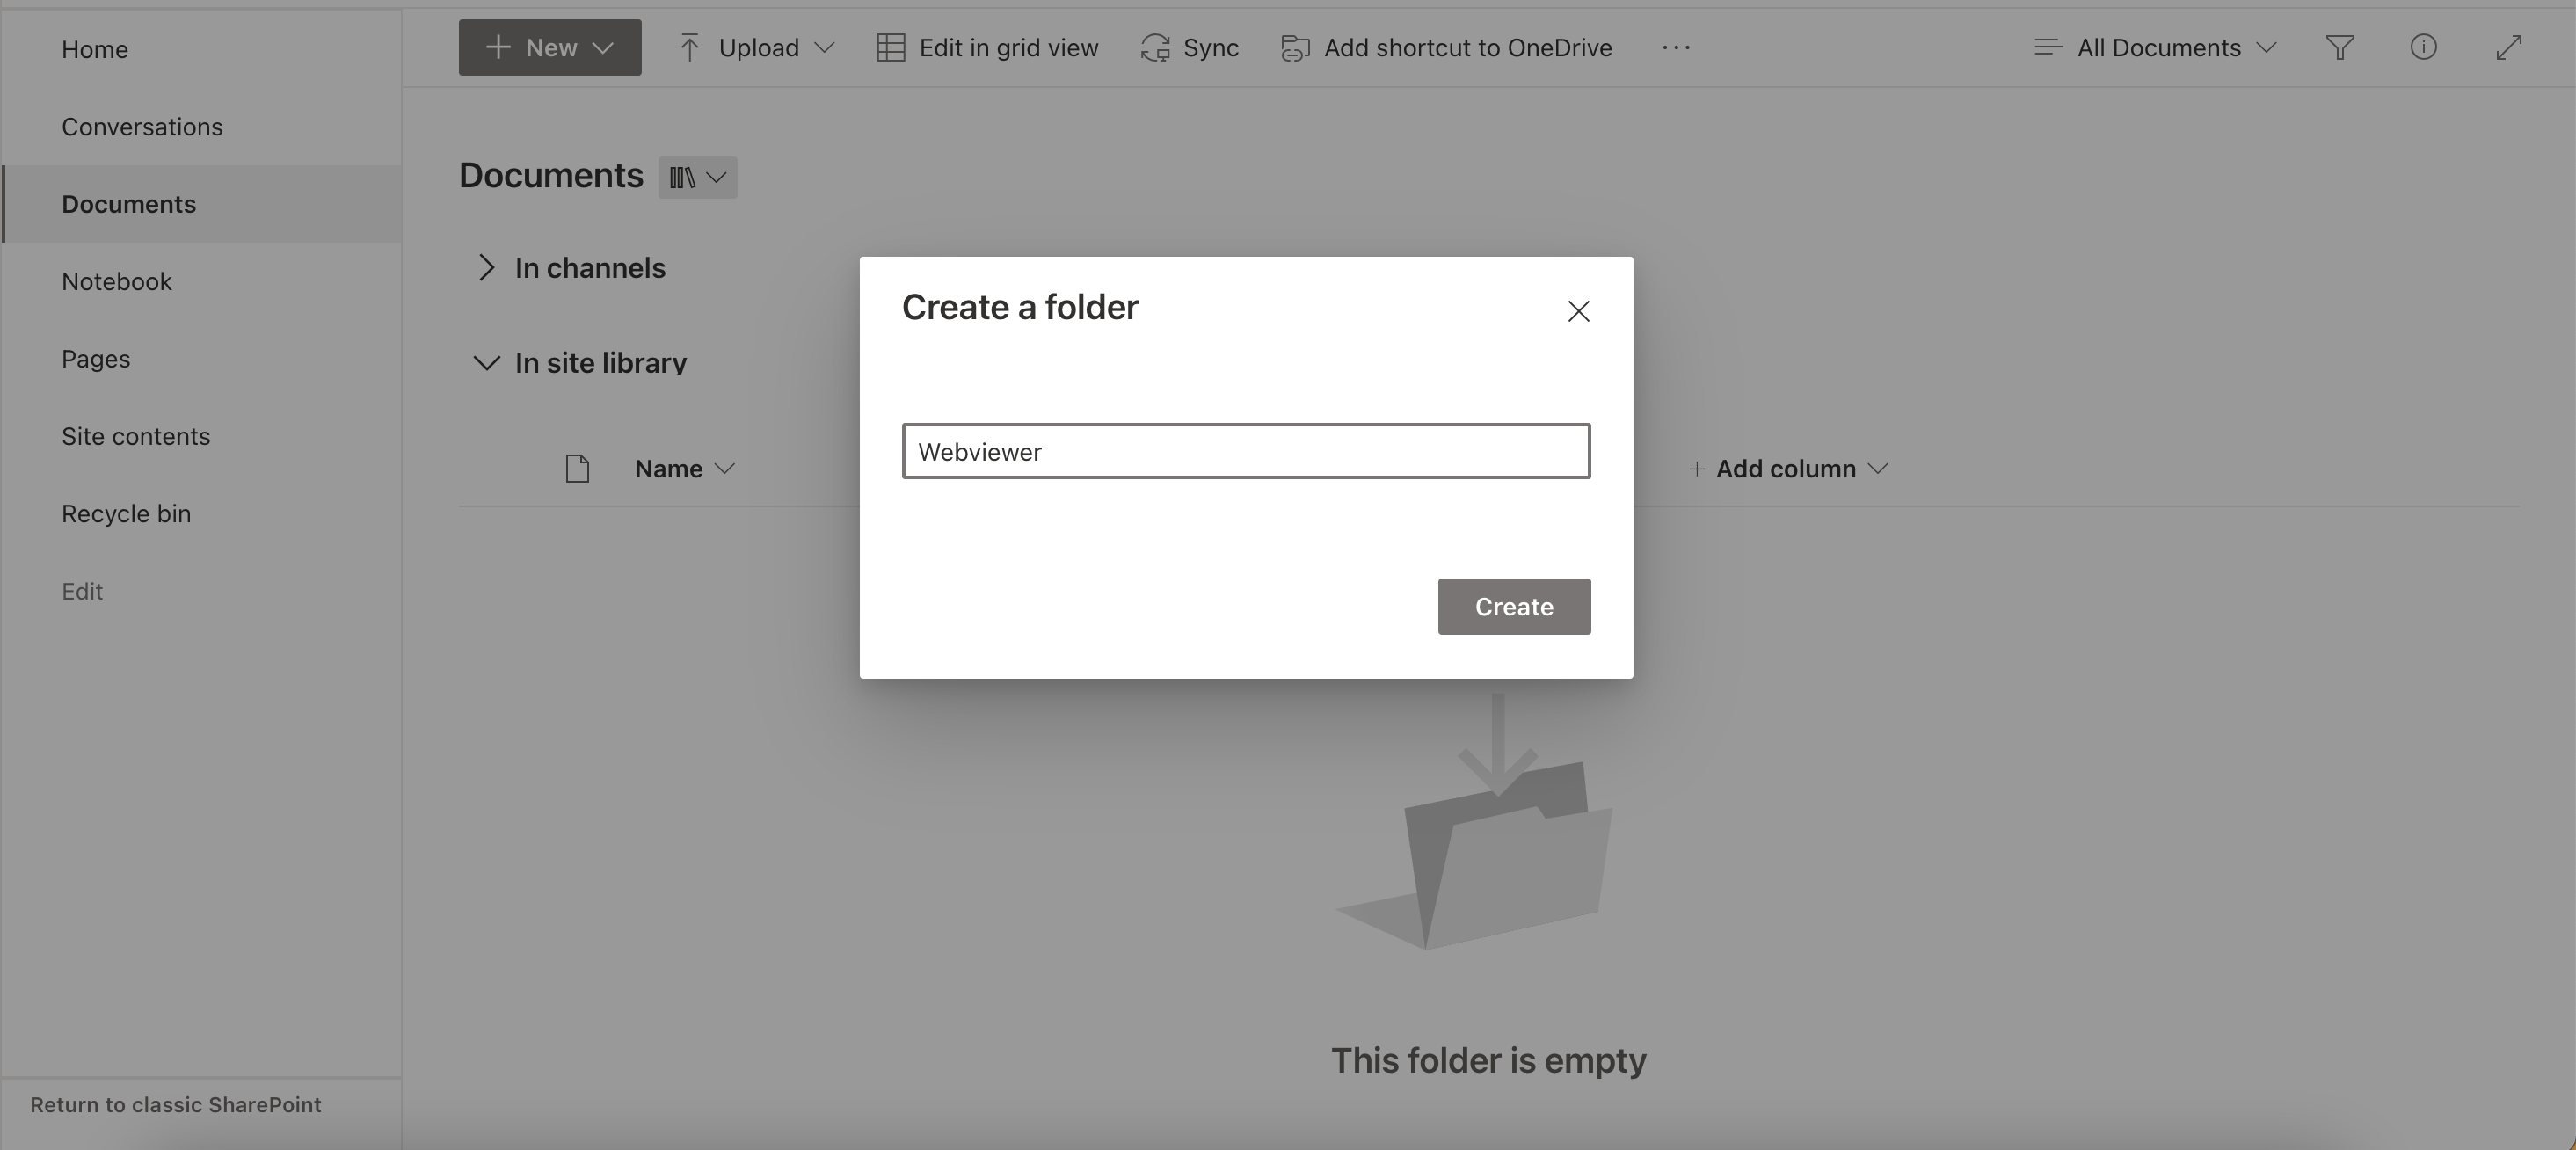 Home
Conversations
Documents
Notebook
Pages
Site contents
Recycle bin
Edit
Return to classic SharePoint
New
Upload
Edit in grid view
Sync
Add shortcut to OneDrive
All Documents
Documents
In channels
In site library
Name
Add column
Create a folder
Webviewer
Create
This folder is empty